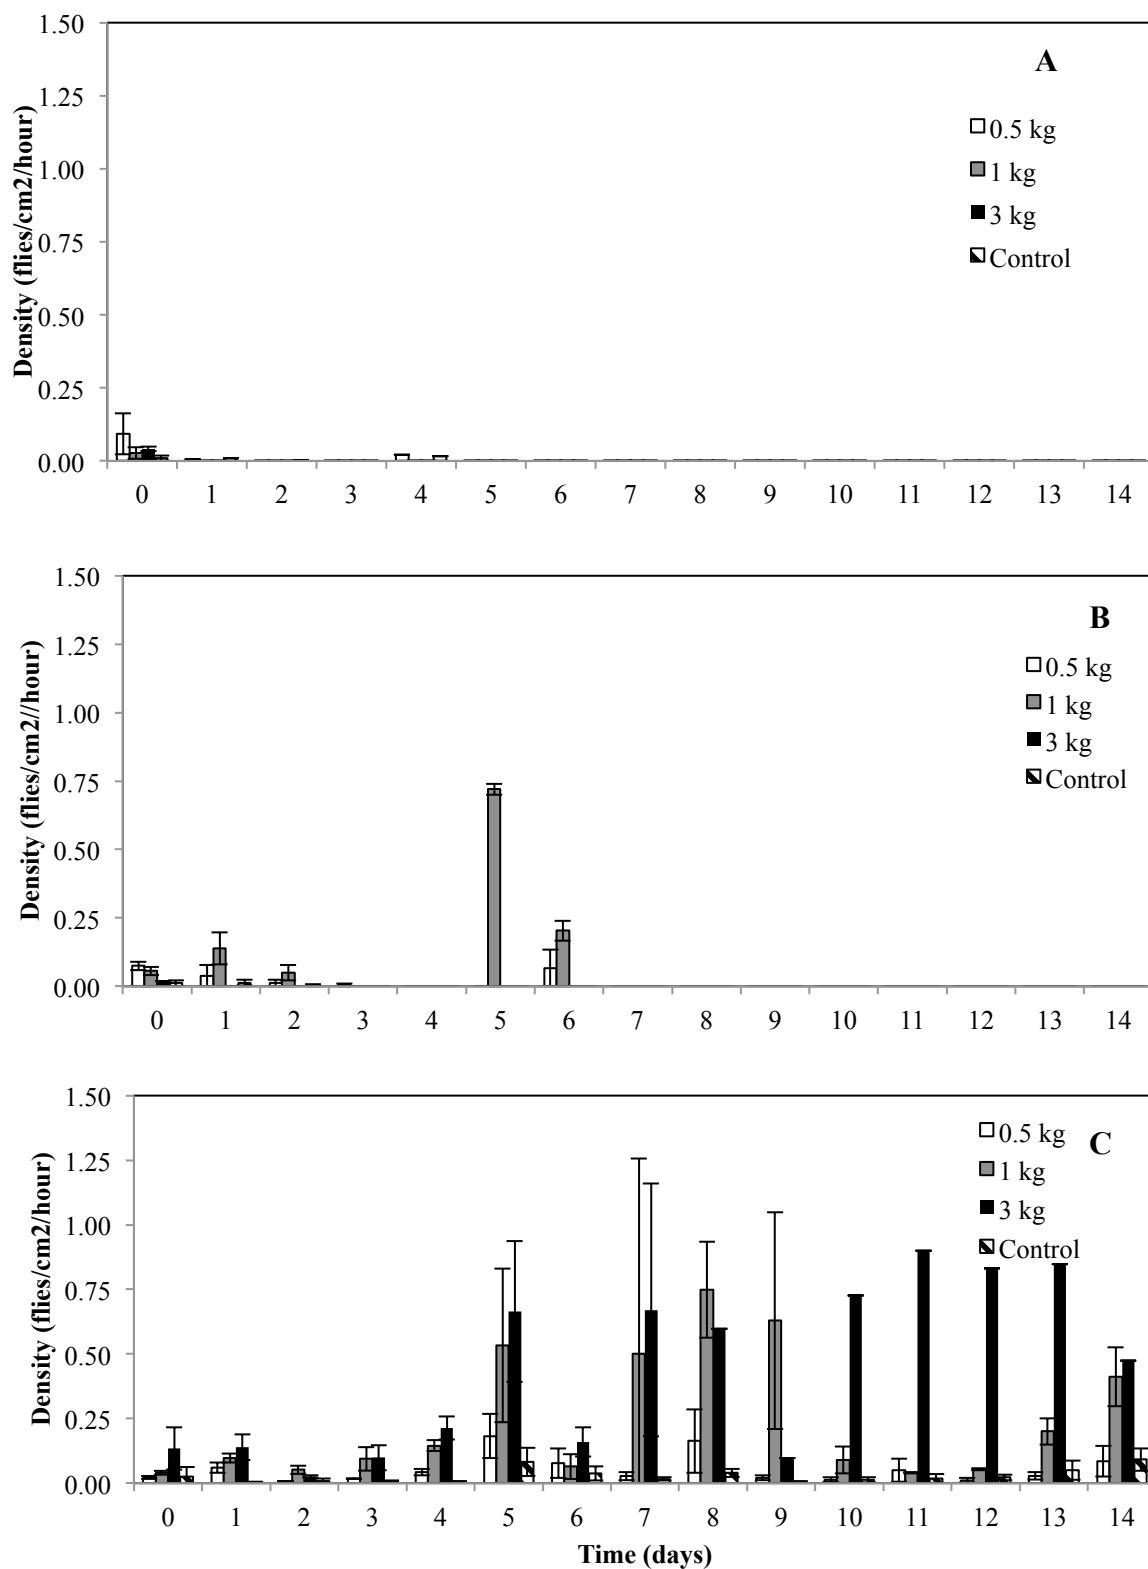 1.50
A
1.25
0.5 kg
1.00
1 kg
3 kg
0.75
Control
0.50
0.25
0.00
Density (flies/cm2/hour)
0 1 2 3 4 5 6 7 8 9 10 11 12 13 14
1.50
B
1.25
0.5 kg
1 kg
1.00
3 kg
Control
0.75
0.50
0.25
0.00
Density (flies/cm2//hour)
0 1 2 3 4 5 6 7 8 9 10 11 12 13 14
1.50
0.5 kg
C
1.25
1 kg
3 kg
1.00
Control
0.75
0.50
0.25
0.00
Density (flies/cm2/hour)
0 1 2 3 4 5 6 7 8 9 10 11 12 13 14
Time (days)